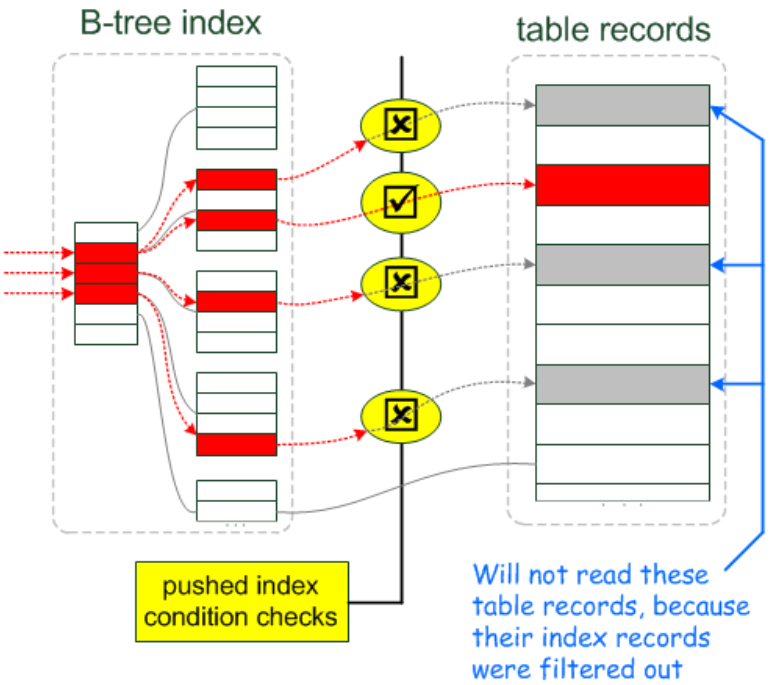 B-tree index
table records
pushed index
condition checks
Will not read these
table records, because
their index records
were filtered out